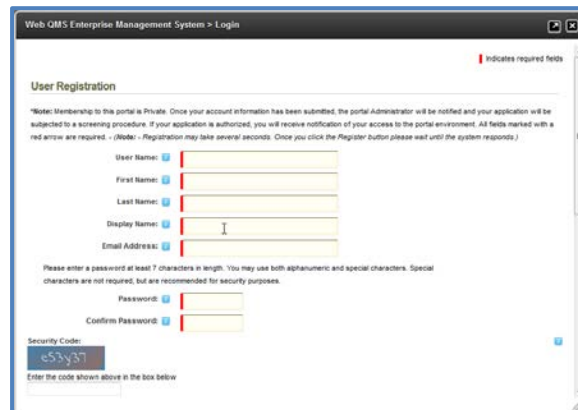 Web QMS Enterprise Management System > Login
Indicates required fields
User Registration
*Note: Membership to this portal is Private. Once your account information has been submitted, the portal Administrator will be notified and your application will be
subjected to a screening procedure. If your application is authorized, you will receive notification of your access to the portal environment. All fields marked with a
red arrow are required. - (Note: - Registration may take several seconds. Once you click the Register button please wait until the system responds.)
User Name:
First Name:
Last Name:
Display Name:
Email Address:
Please enter a password at least 7 characters in length. You may use both alphanumeric and special characters. Special
characters are not required, but are recommended for security purposes.
Password:
Confirm Password:
Security Code:
e53y37
Enter the code shown above in the box below